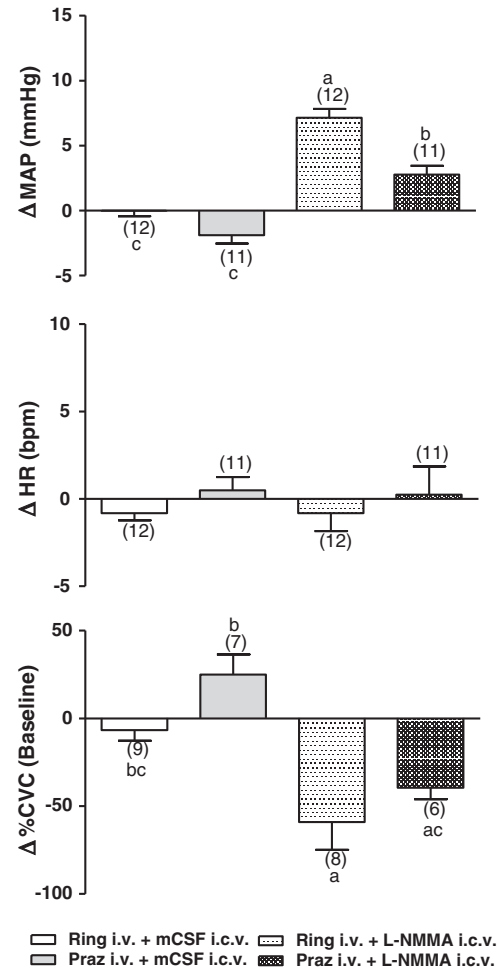 15
10
5
0
-5
Δ MAP (mmHg)
a
(12)
b
(11)
(12)
c
(11)
c
10
5
0
-5
Δ HR (bpm)
(11)
(11)
(12)
(12)
50
0
-50
-100
Δ %CVC (Baseline)
b
(7)
(9)
bc
(8)
a
(6)
ac
Ring i.v. + mCSF i.c.v.
Ring i.v. + L-NMMA i.c.v.
Praz i.v. + mCSF i.c.v.
Praz i.v. + L-NMMA i.c.v.